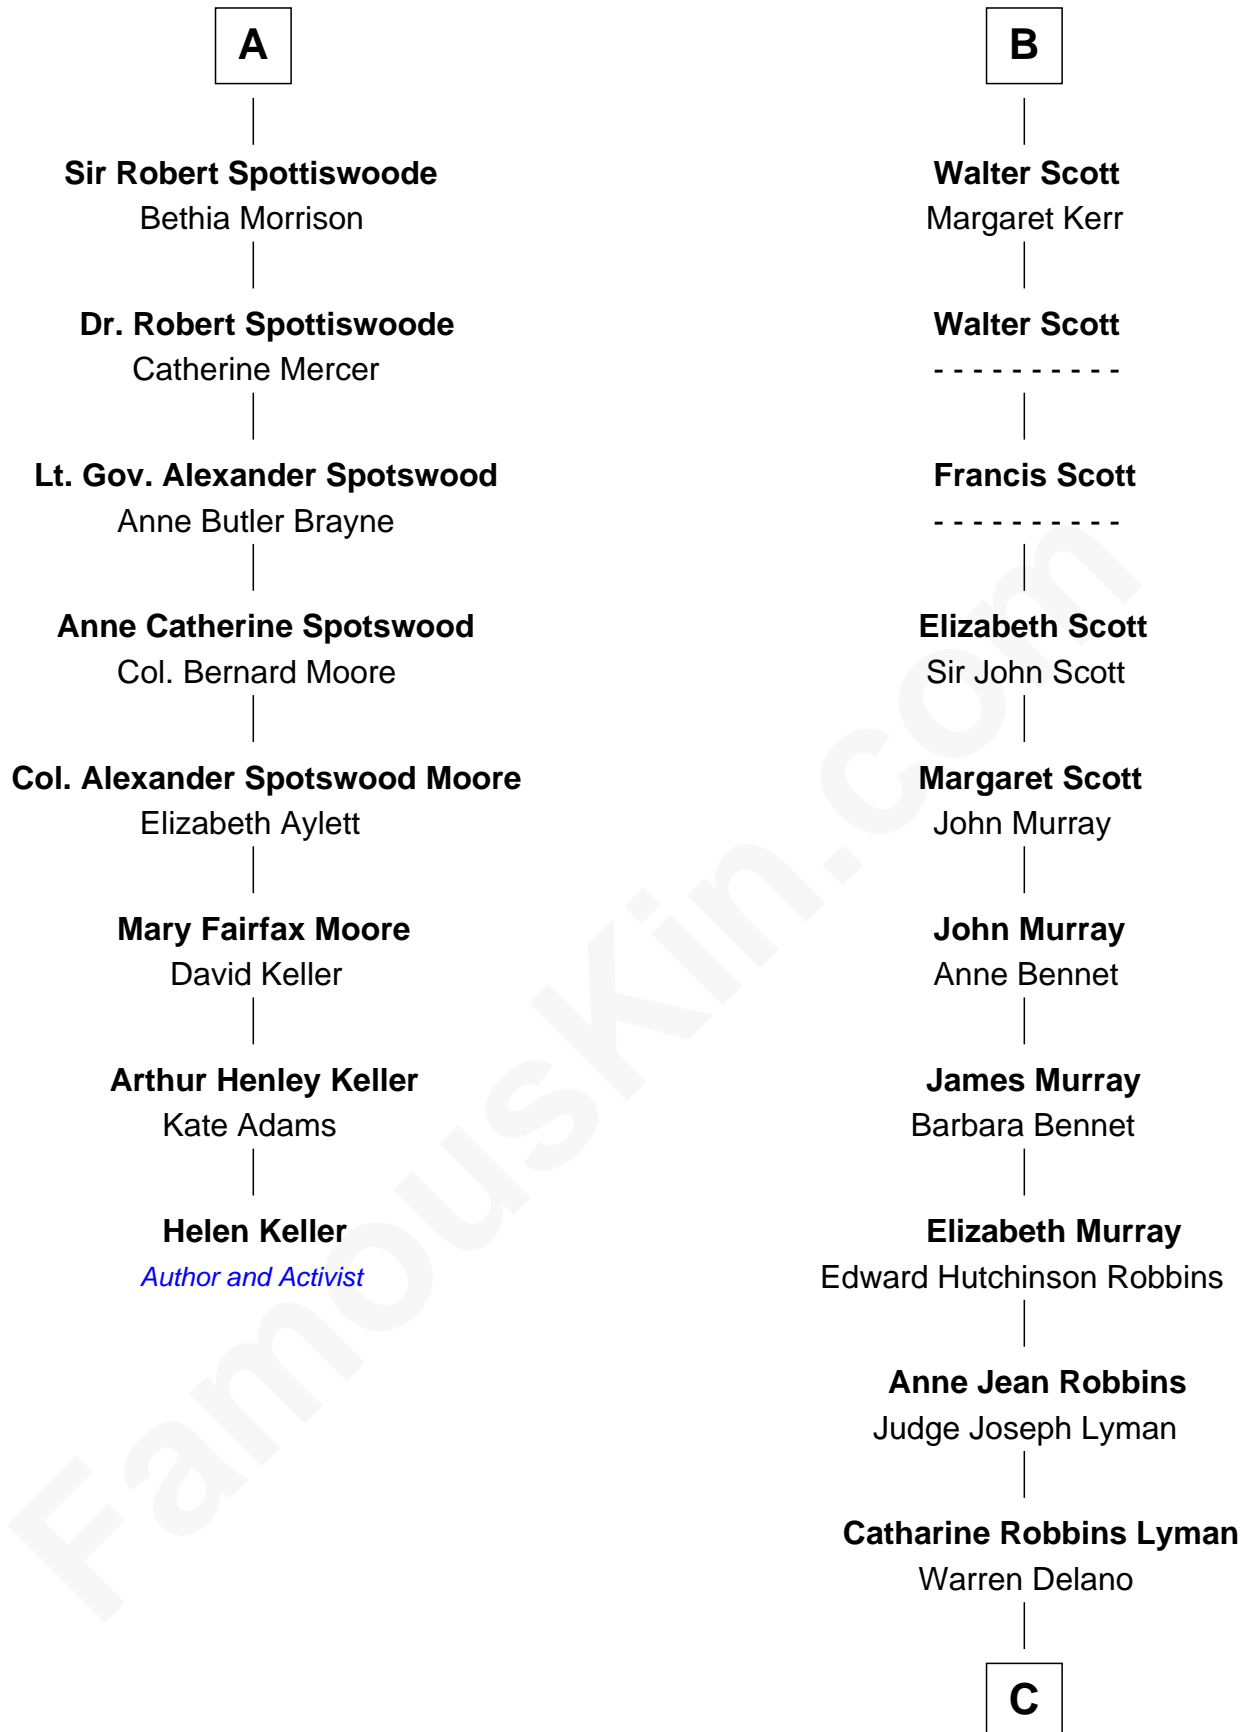 A
Sir Robert Spottiswoode
Bethia Morrison
Dr. Robert Spottiswoode
Catherine Mercer
Lt. Gov. Alexander Spotswood
Anne Butler Brayne
Anne Catherine Spotswood
Col. Bernard Moore
Col. Alexander Spotswood Moore
Elizabeth Aylett
Mary Fairfax Moore
David Keller
Arthur Henley Keller
Kate Adams
Helen Keller
Author and Activist
B
Walter Scott
Margaret Kerr
Walter Scott
- - - - - - - - - -
Francis Scott
- - - - - - - - - -
Elizabeth Scott
Sir John Scott
Margaret Scott
John Murray
John Murray
Anne Bennet
James Murray
Barbara Bennet
Elizabeth Murray
Edward Hutchinson Robbins
Anne Jean Robbins
Judge Joseph Lyman
Catharine Robbins Lyman
Warren Delano
C
FamousKin.com